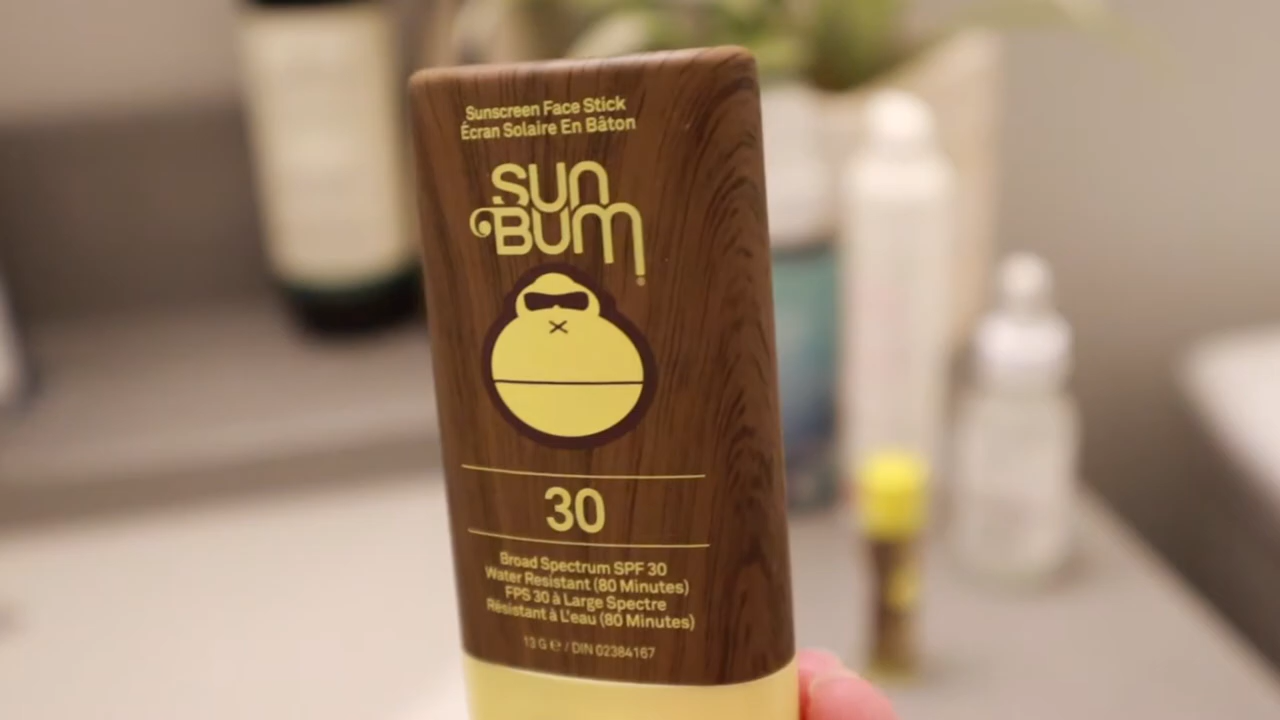 Sunscreen Face Stick
Écran Solaire En Bâton
SUN
BUM
30
Broad Spectrum SPF 30
Water Resistant (80 Minutes)
FPS 30 à Large Spectre
Résistant à L'eau (80 Minutes)
13 G ℮ / DIN 02384167